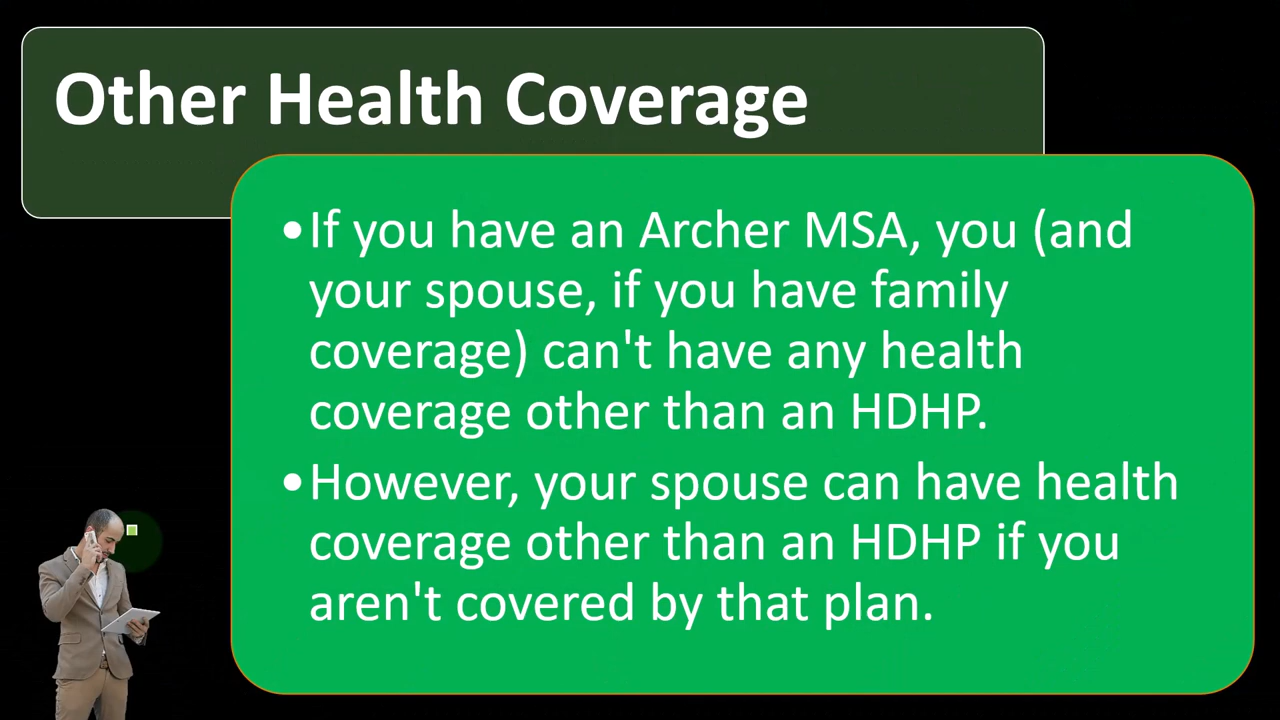 Other Health Coverage
•If you have an Archer MSA, you (and
your spouse, if you have family
coverage) can't have any health
coverage other than an HDHP.
•However, your spouse can have health
coverage other than an HDHP if you
aren't covered by that plan.